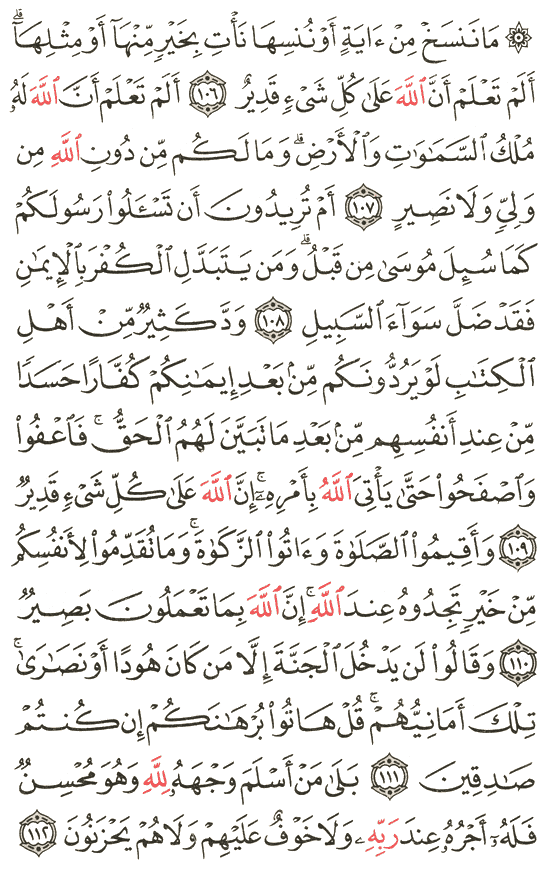 ۞ مَا نَنسَخْ مِنْ ءَايَةٍ أَوْ نُنسِهَا نَأْتِ بِخَيْرٍ مِّنْهَآ أَوْ مِثْلِهَآ ۗ
أَلَمْ تَعْلَمْ أَنَّ ٱللَّهَ عَلَىٰ كُلِّ شَىْءٍ قَدِيرٌ ١٠٦ أَلَمْ تَعْلَمْ أَنَّ ٱللَّهَ لَهُۥ
مُلْكُ ٱلسَّمَٰوَٰتِ وَٱلْأَرْضِ ۗ وَمَا لَكُم مِّن دُونِ ٱللَّهِ مِن
وَلِىٍّ وَلَا نَصِيرٍ ١٠٧ أَمْ تُرِيدُونَ أَن تَسْـَٔلُوا۟ رَسُولَكُمْ
كَمَا سُئِلَ مُوسَىٰ مِن قَبْلُ ۗ وَمَن يَتَبَدَّلِ ٱلْكُفْرَ بِٱلْإِيمَٰنِ
فَقَدْ ضَلَّ سَوَآءَ ٱلسَّبِيلِ ١٠٨ وَدَّ كَثِيرٌ مِّنْ أَهْلِ
ٱلْكِتَٰبِ لَوْ يَرُدُّونَكُم مِّنۢ بَعْدِ إِيمَٰنِكُمْ كُفَّارًا حَسَدًا
مِّنْ عِندِ أَنفُسِهِم مِّنۢ بَعْدِ مَا تَبَيَّنَ لَهُمُ ٱلْحَقُّ ۖ فَٱعْفُوا۟
وَٱصْفَحُوا۟ حَتَّىٰ يَأْتِىَ ٱللَّهُ بِأَمْرِهِۦٓ ۗ إِنَّ ٱللَّهَ عَلَىٰ كُلِّ شَىْءٍ قَدِيرٌ
١٠٩ وَأَقِيمُوا۟ ٱلصَّلَوٰةَ وَءَاتُوا۟ ٱلزَّكَوٰةَ ۚ وَمَا تُقَدِّمُوا۟ لِأَنفُسِكُم
مِّنْ خَيْرٍ تَجِدُوهُ عِندَ ٱللَّهِ ۗ إِنَّ ٱللَّهَ بِمَا تَعْمَلُونَ بَصِيرٌ
١١٠ وَقَالُوا۟ لَن يَدْخُلَ ٱلْجَنَّةَ إِلَّا مَن كَانَ هُودًا أَوْ نَصَٰرَىٰ ۗ
تِلْكَ أَمَانِيُّهُمْ ۗ قُلْ هَاتُوا۟ بُرْهَٰنَكُمْ إِن كُنتُمْ
صَٰدِقِينَ ١١١ بَلَىٰ مَنْ أَسْلَمَ وَجْهَهُۥ لِلَّهِ وَهُوَ مُحْسِنٌ
فَلَهُۥٓ أَجْرُهُۥ عِندَ رَبِّهِۦ وَلَا خَوْفٌ عَلَيْهِمْ وَلَا هُمْ يَحْزَنُونَ ١١٢